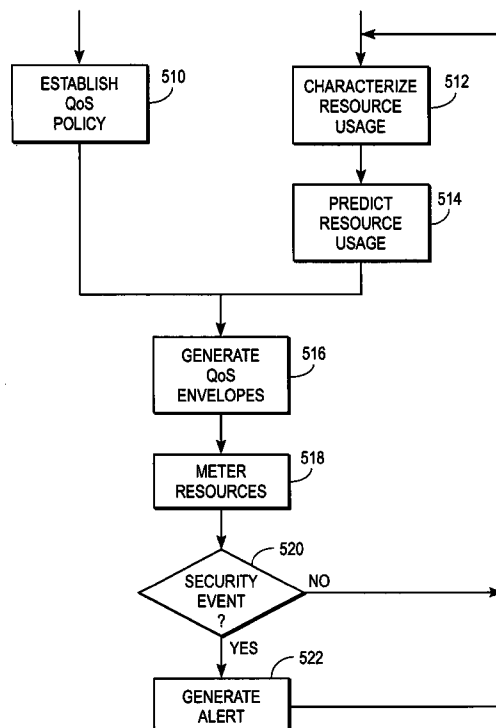 ESTABLISH
QoS
POLICY
510
CHARACTERIZE
RESOURCE
USAGE
512
PREDICT
RESOURCE
USAGE
514
GENERATE
QoS
ENVELOPES
516
METER
RESOURCES
518
SECURITY
EVENT
?
520
NO
YES
GENERATE
ALERT
522